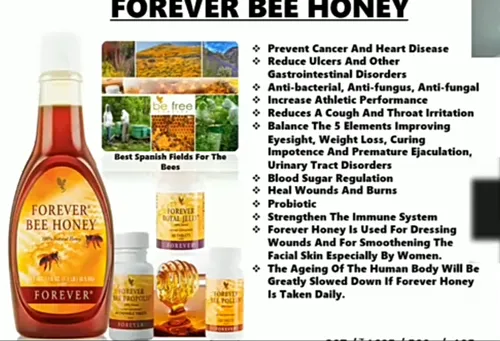 FOREVER BEE HONEY
be free
Best Spanish Fields For The
Bees
FOREVER
BEE HONEY
FOREVER
FOREVER
ROYAL JELLY
FOREVER
FOREVER
BEE PROPOLIS
FOREVER
FOREVER
BEE POLLEN
FOREVER
❖ Prevent Cancer And Heart Disease
❖ Reduce Ulcers And Other
Gastrointestinal Disorders
❖ Anti-bacterial, Anti-fungus, Anti-fungal
❖ Increase Athletic Performance
❖ Reduces A Cough And Throat Irritation
❖ Balance The 5 Elements Improving
Eyesight, Weight Loss, Curing
Impotence And Premature Ejaculation,
Urinary Tract Disorders
❖ Blood Sugar Regulation
❖ Heal Wounds And Burns
❖ Probiotic
❖ Strengthen The Immune System
❖ Forever Honey Is Used For Dressing
Wounds And For Smoothening The
Facial Skin Especially By Women.
❖ The Ageing Of The Human Body Will Be
Greatly Slowed Down If Forever Honey
Is Taken Daily.